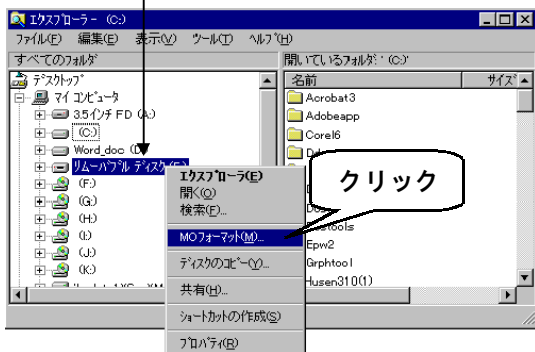 エクスプローラ - (C:)
ファイル(F) 編集(E) 表示(V) ツール(T) ヘルプ(H)
すべてのフォルダ
開いているフォルダ: (C:)
デスクトップ
マイ コンピュータ
3.5インチ FD (A:)
(C:)
Word_doc
リムーバブル ディスク(E:)
(F:)
(G:)
(H:)
(I:)
(J:)
(K:)
名前 サイズ
Acrobat3
Adobeapp
Corel6
Epw2
Grphtool
Husen310(1)
エクスプローラ(E)
開く(O)
検索(F)...
MOフォーマット(M)...
ディスクのコピー(Y)...
共有(H)...
ショートカットの作成(S)
プロパティ(R)
クリック